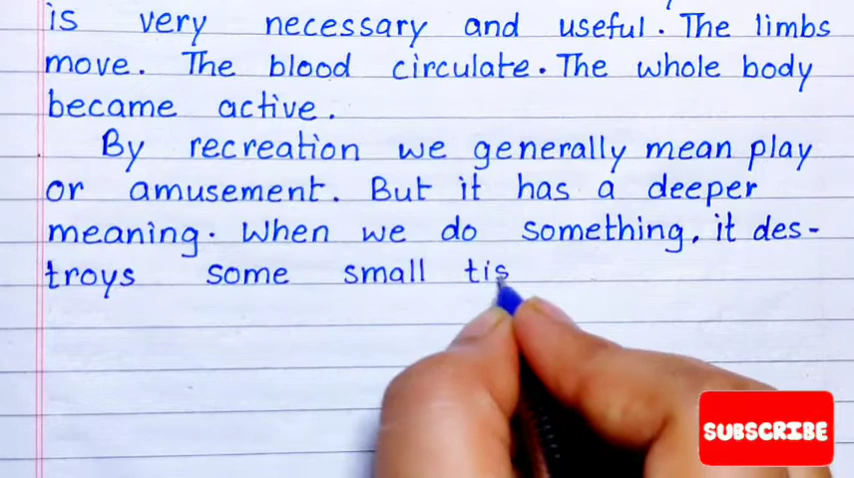 is very necessary and useful. The limbs
move. The blood circulate. The whole body
became active.
By recreation we generally mean play
or amusement. But it has a deeper
meaning. When we do something, it des-
troys some small tis
SUBSCRIBE